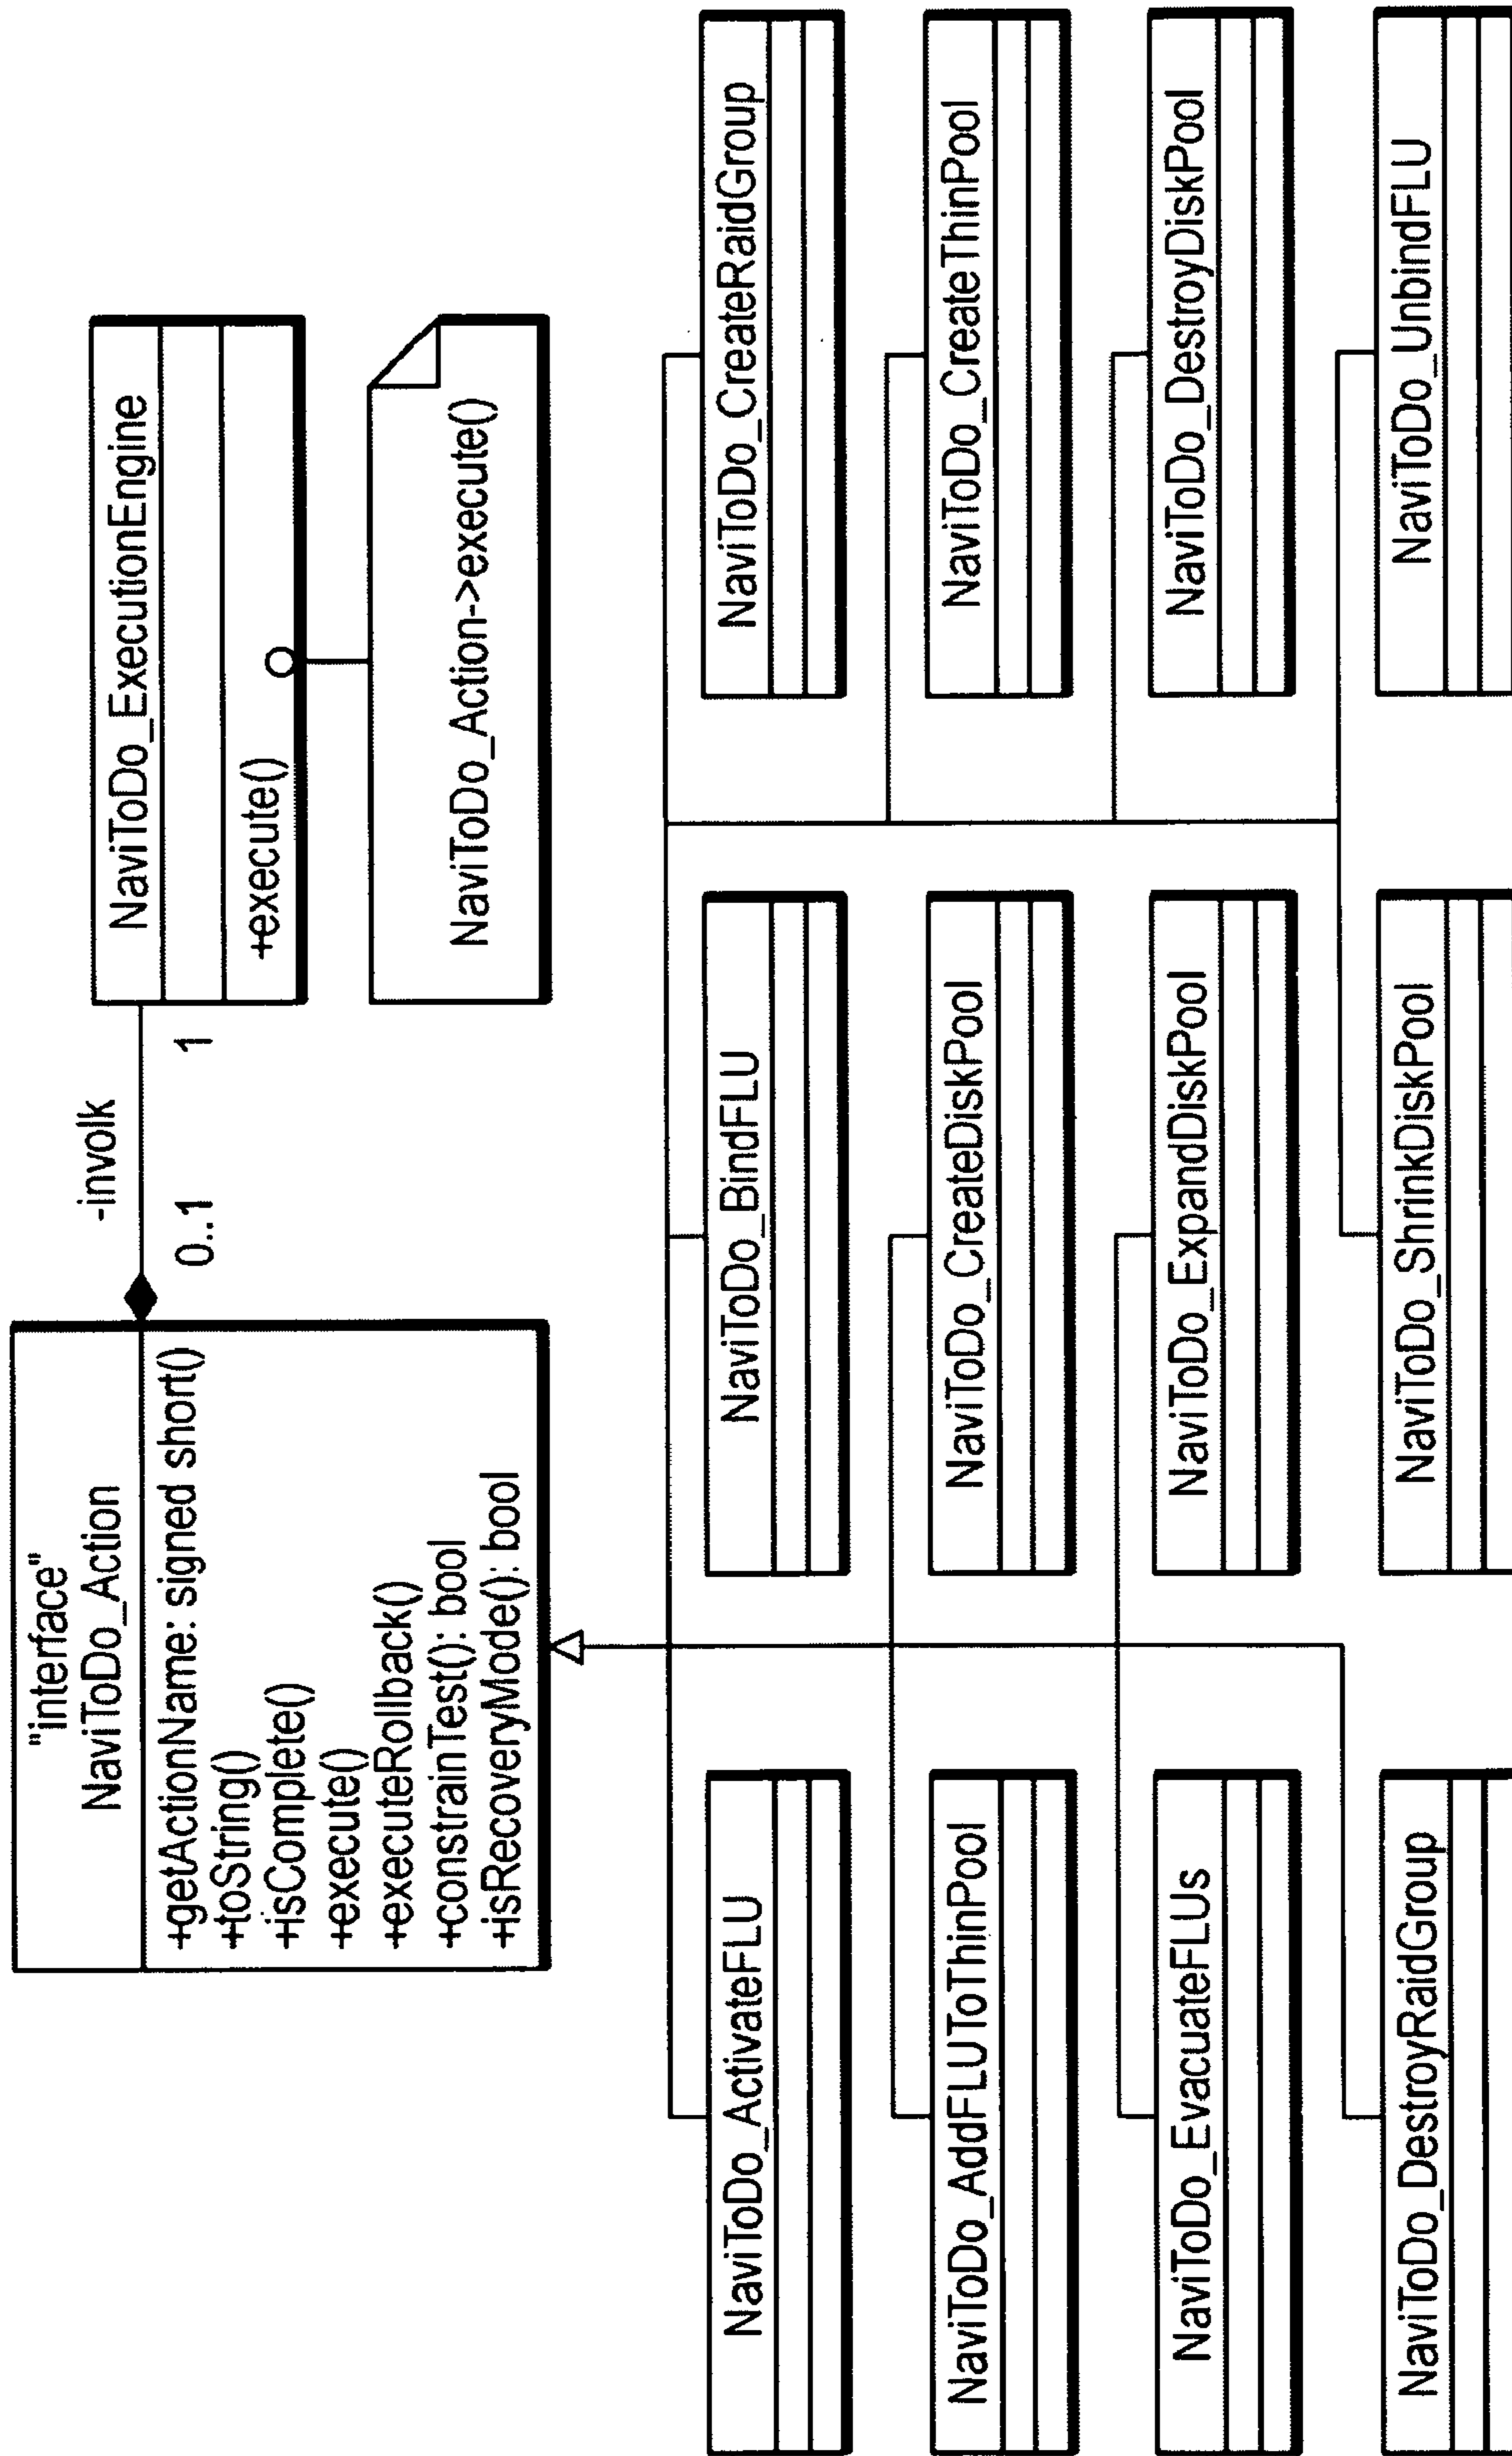 "interface"
NaviToDo_Action
+getActionName: signed short()
+toString()
+isComplete()
+execute()
+executeRollback()
+constrainTest(): bool
+isRecoveryMode(): bool
-involk
0..1
1
NaviToDo_ExecutionEngine
+execute()
NaviToDo_Action->execute()
NaviToDo_ActivateFLU
NaviToDo_BindFLU
NaviToDo_CreateRaidGroup
NaviToDo_AddFLUToThinPool
NaviToDo_CreateDiskPool
NaviToDo_CreateThinPool
NaviToDo_EvacuateFLUs
NaviToDo_ExpandDiskPool
NaviToDo_DestroyDiskPool
NaviToDo_DestroyRaidGroup
NaviToDo_ShrinkDiskPool
NaviToDo_UnbindFLU